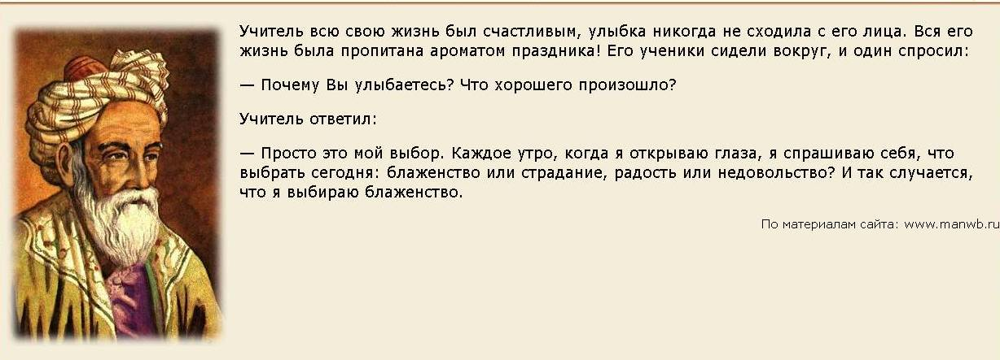 Учитель всю свою жизнь был счастливым, улыбка никогда не сходила с его лица. Вся его
жизнь была пропитана ароматом праздника! Его ученики сидели вокруг, и один спросил:
— Почему Вы улыбаетесь? Что хорошего произошло?
Учитель ответил:
— Просто это мой выбор. Каждое утро, когда я открываю глаза, я спрашиваю себя, что
выбрать сегодня: блаженство или страдание, радость или недовольство? И так случается,
что я выбираю блаженство.
По материалам сайта: www.manwb.ru